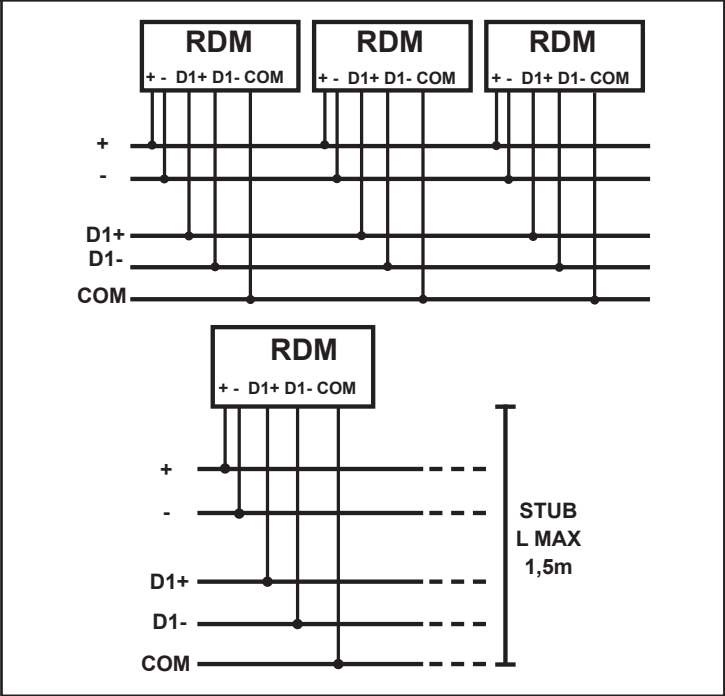 RDM RDM RDM
+ - D1+ D1- COM + - D1+ D1- COM + - D1+ D1- COM
+
-
D1+
D1-
COM
RDM
+ - D1+ D1- COM
+
-
D1+
D1-
COM
STUB
L MAX
1,5m